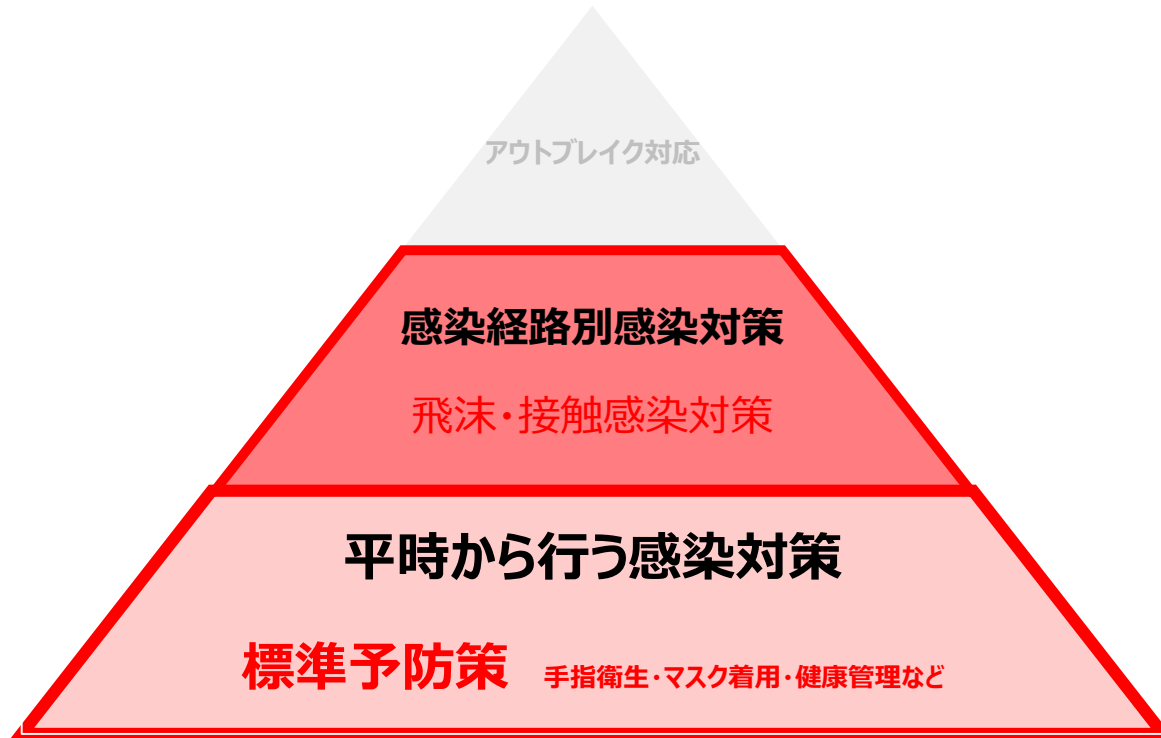 アウトブレイク対応
感染経路別感染対策
飛沫・接触感染対策
平時から行う感染対策
標準予防策 手指衛生・マスク着用・健康管理など